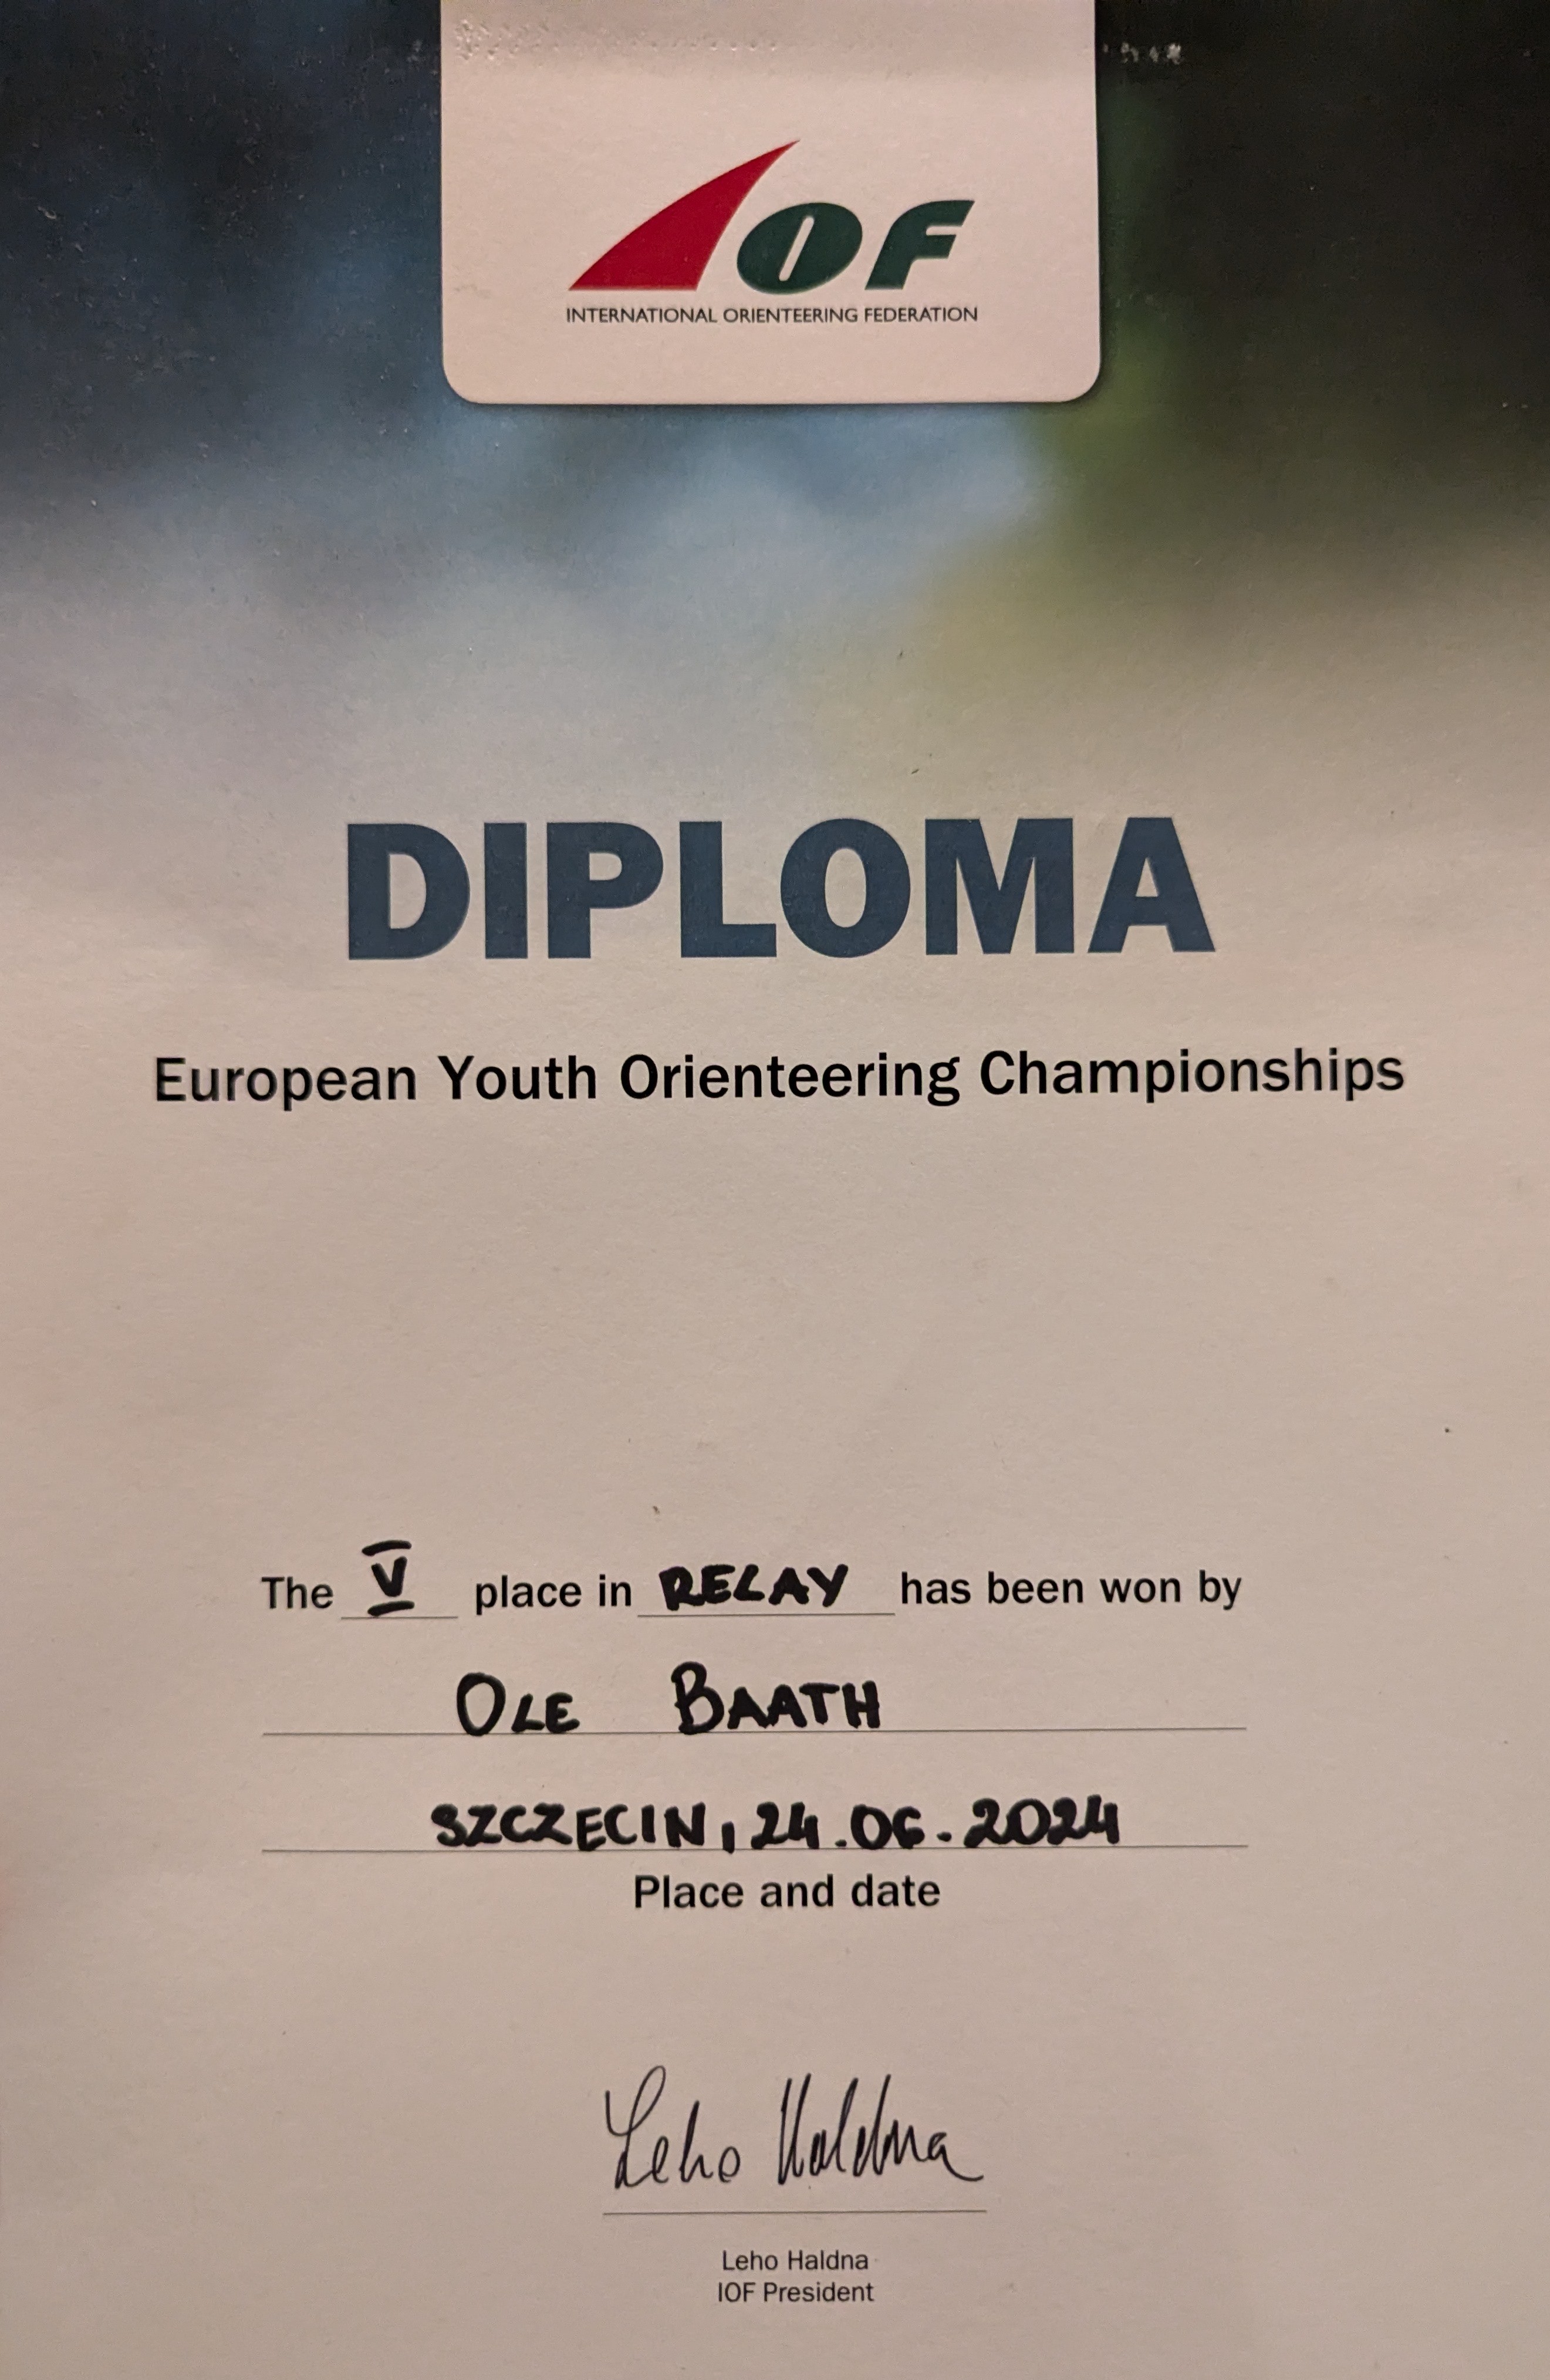 IOF
INTERNATIONAL ORIENTEERING FEDERATION
DIPLOMA
European Youth Orienteering Championships
The V place in RELAY has been won by
OLE BAATH
SZCZECIN, 24.06.2024
Place and date
Leho Haldna
Leho Haldna
IOF President